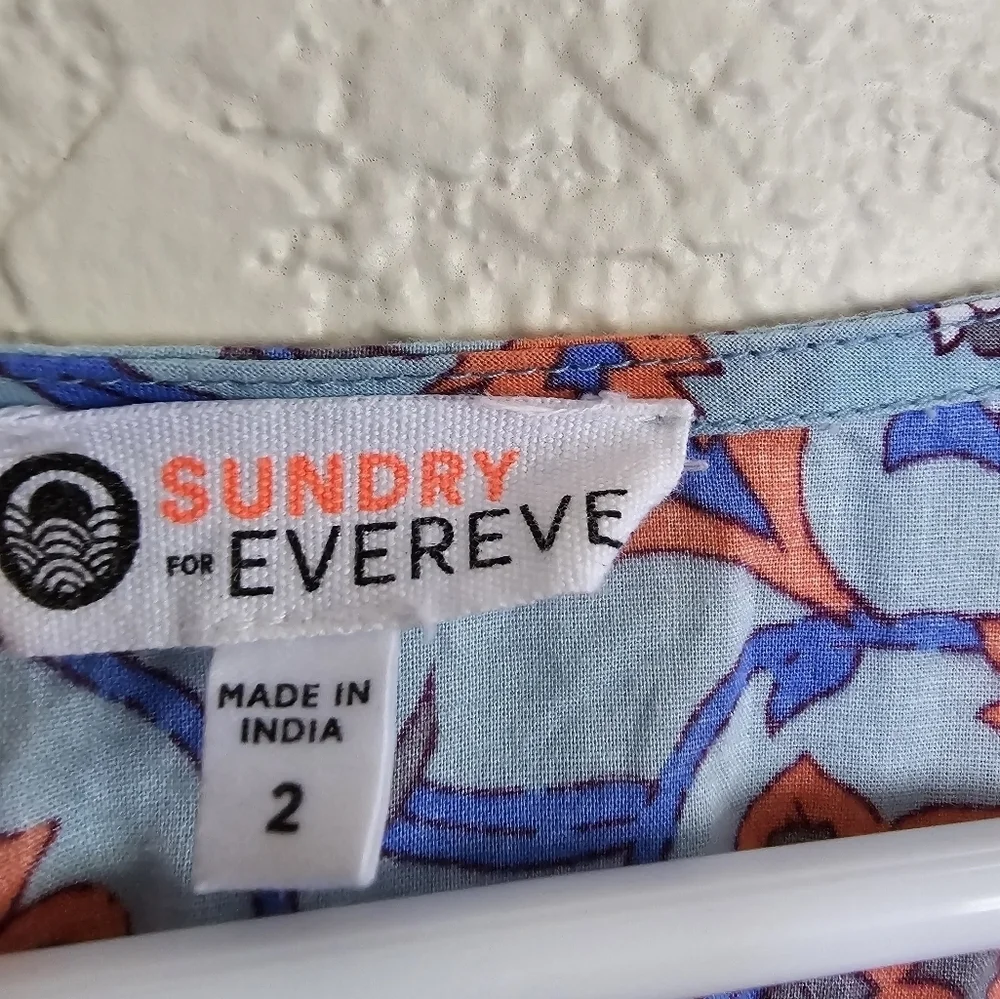 SUNDRY
FOR EVEREVE
MADE IN
INDIA
2